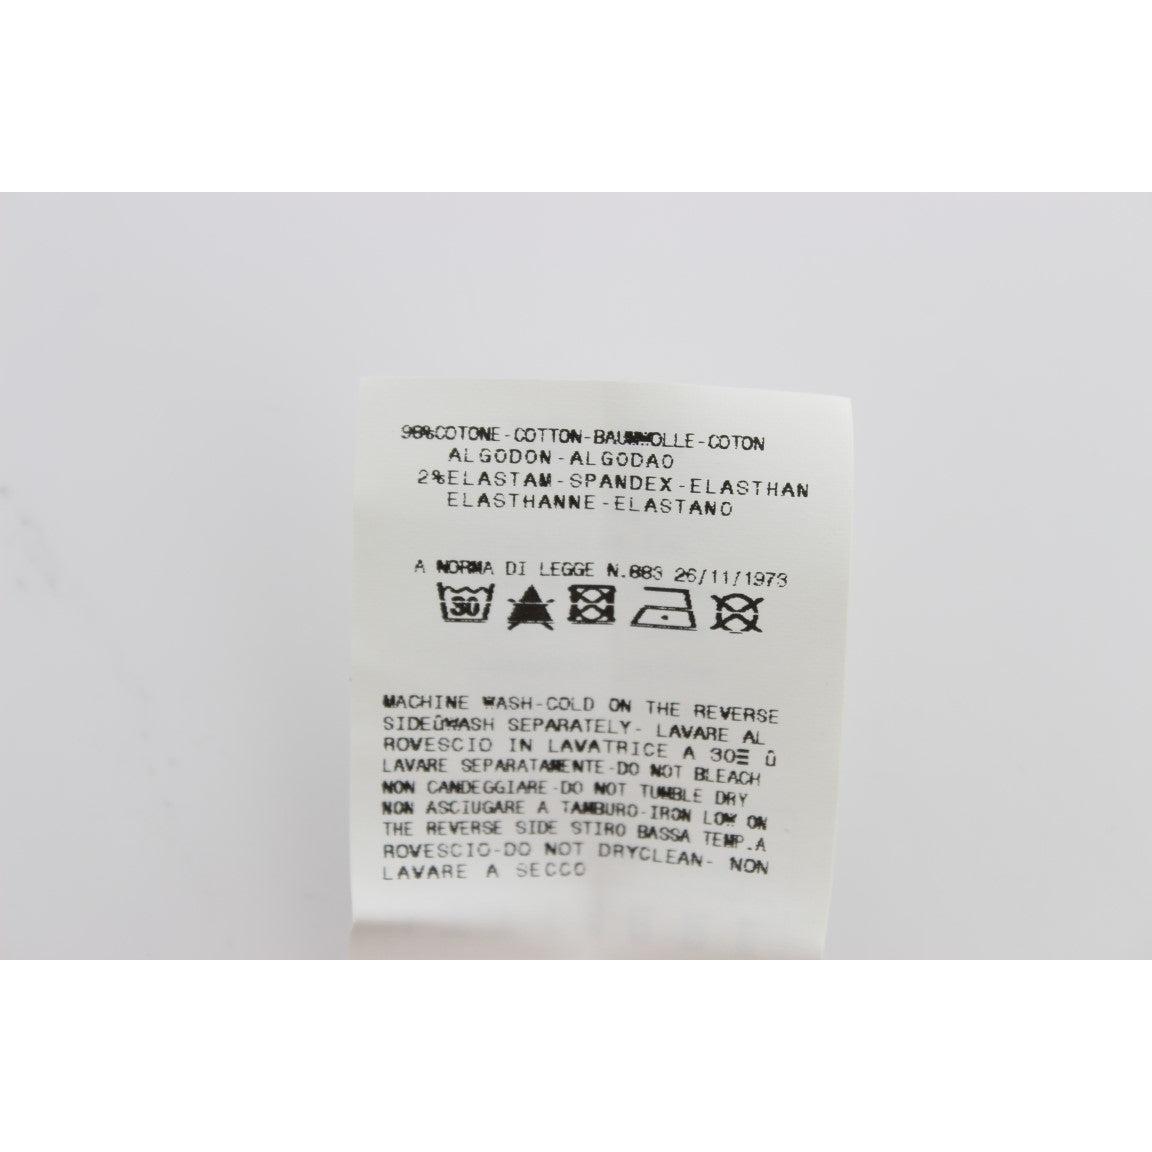 98%COTONE-COTTON-BAUMWOLLE-COTON
ALGODON-ALGODAO
2%ELASTAM-SPANDEX-ELASTHAN
ELASTHANNE-ELASTANO
A NORMA DI LEGGE N.883 26/11/1973
30
MACHINE WASH-COLD ON THE REVERSE
SIDEûWASH SEPARATELY- LAVARE AL
ROVESCIO IN LAVATRICE A 30Ξ û
LAVARE SEPARATAMENTE-DO NOT BLEACH
NON CANDEGGIARE-DO NOT TUMBLE DRY
NON ASCIUGARE A TAMBURO-IRON LOW ON
THE REVERSE SIDE STIRO BASSA TEMP.A
ROVESCIO-DO NOT DRYCLEAN- NON
LAVARE A SECCO